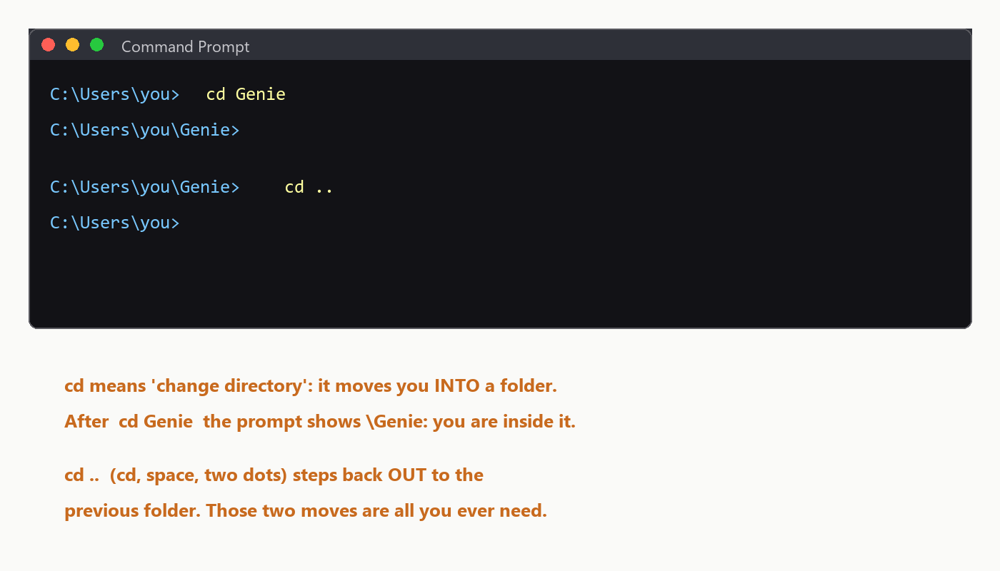 Command Prompt
C:\Users\you> cd Genie
C:\Users\you\Genie>
C:\Users\you\Genie> cd ..
C:\Users\you>
cd means 'change directory': it moves you INTO a folder.
After cd Genie the prompt shows \Genie: you are inside it.
cd .. (cd, space, two dots) steps back OUT to the
previous folder. Those two moves are all you ever need.